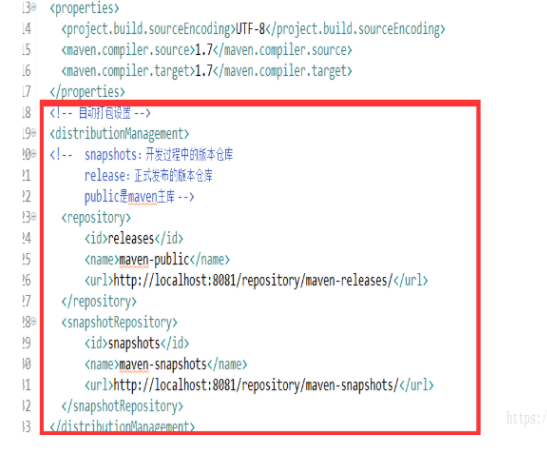 13 <properties>
14 <project.build.sourceEncoding>UTF-8</project.build.sourceEncoding>
15 <maven.compiler.source>1.7</maven.compiler.source>
16 <maven.compiler.target>1.7</maven.compiler.target>
17 </properties>
18 <!-- 自动打包设置 -->
19 <distributionManagement>
20 <!-- snapshots: 开发过程中的版本仓库
21 release: 正式发布的版本仓库
22 public是maven主库 -->
23 <repository>
24 <id>releases</id>
25 <name>maven-public</name>
26 <url>http://localhost:8081/repository/maven-releases/</url>
27 </repository>
28 <snapshotRepository>
29 <id>snapshots</id>
30 <name>maven-snapshots</name>
31 <url>http://localhost:8081/repository/maven-snapshots/</url>
32 </snapshotRepository>
33 </distributionManagement>
https:/